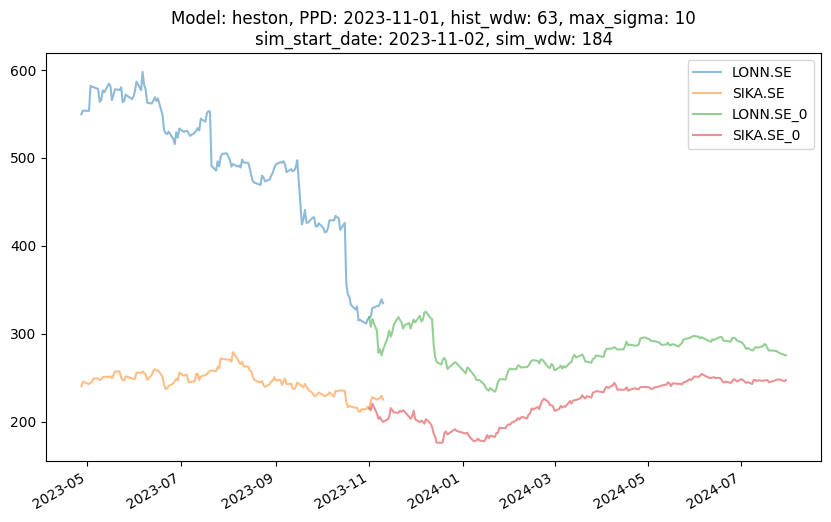 Model: heston, PPD: 2023-11-01, hist_wdw: 63, max_sigma: 10
sim_start_date: 2023-11-02, sim_wdw: 184
LONN.SE
SIKA.SE
LONN.SE_0
SIKA.SE_0
600
500
400
300
200
2023-05
2023-07
2023-09
2023-11
2024-01
2024-03
2024-05
2024-07